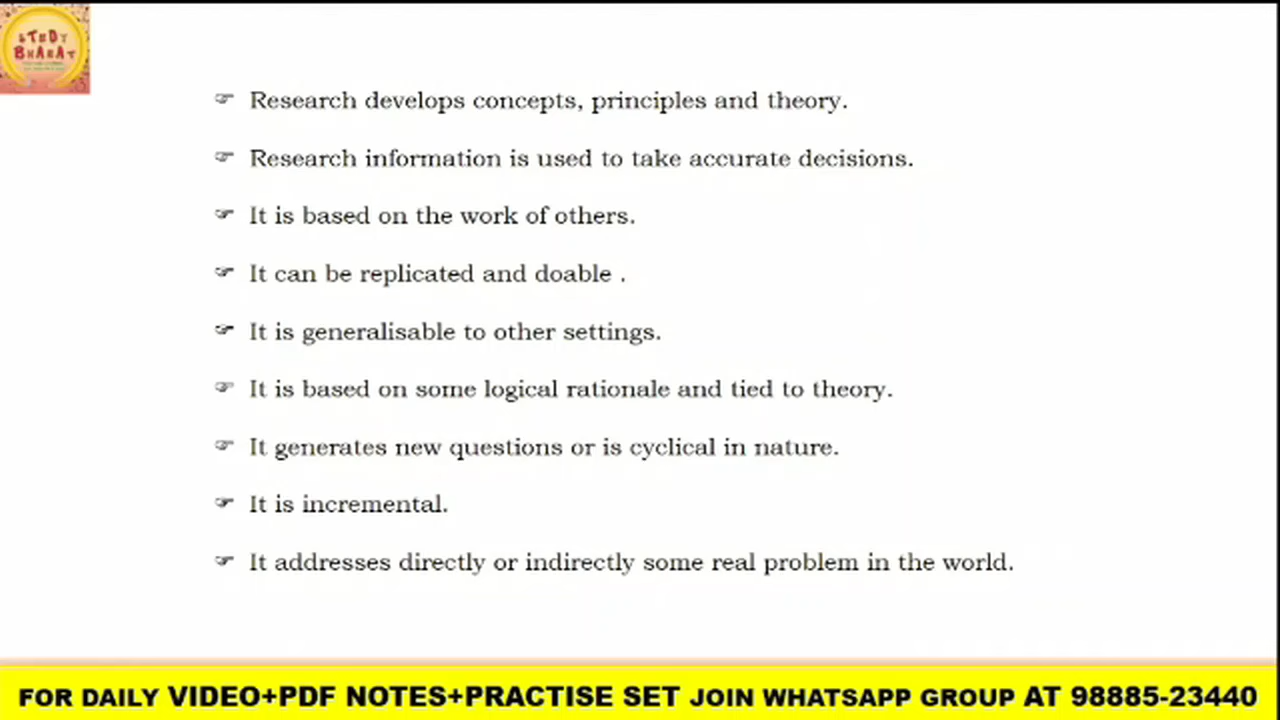 STUDY
BHARAT
☞ Research develops concepts, principles and theory.
☞ Research information is used to take accurate decisions.
☞ It is based on the work of others.
☞ It can be replicated and doable .
☞ It is generalisable to other settings.
☞ It is based on some logical rationale and tied to theory.
☞ It generates new questions or is cyclical in nature.
☞ It is incremental.
☞ It addresses directly or indirectly some real problem in the world.
FOR DAILY VIDEO+PDF NOTES+PRACTISE SET JOIN WHATSAPP GROUP AT 98885-23440